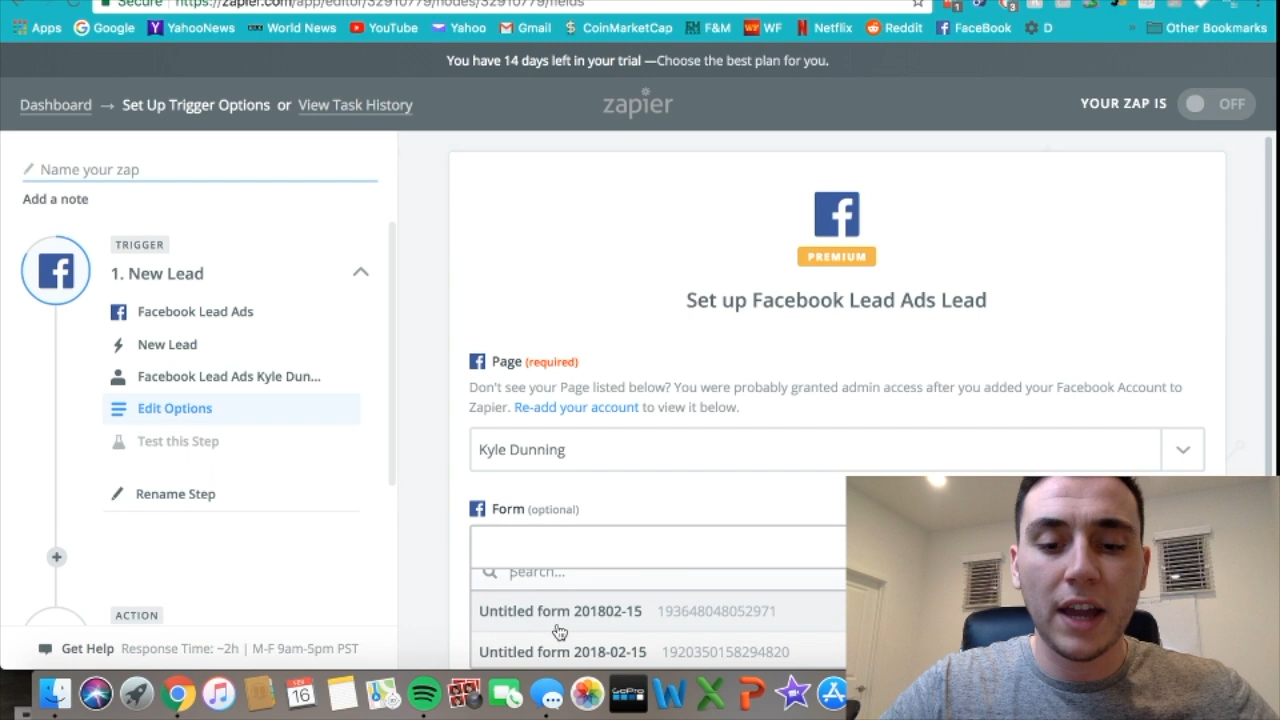 Secure https://zapier.com/app/editor/32910779/nodes/32910779/fields
Apps Google YahooNews World News YouTube Yahoo Gmail CoinMarketCap F&M WF Netflix Reddit FaceBook D » Other Bookmarks
You have 14 days left in your trial —Choose the best plan for you.
Dashboard → Set Up Trigger Options or View Task History
zapier
YOUR ZAP IS OFF
Name your zap
Add a note
TRIGGER
1. New Lead
Facebook Lead Ads
New Lead
Facebook Lead Ads Kyle Dun...
Edit Options
Test this Step
Rename Step
ACTION
Get Help Response Time: ~2h | M-F 9am-5pm PST
PREMIUM
Set up Facebook Lead Ads Lead
Page (required)
Don't see your Page listed below? You were probably granted admin access after you added your Facebook Account to
Zapier. Re-add your account to view it below.
Kyle Dunning
Form (optional)
Search...
Untitled form 201802-15 193648048052971
Untitled form 2018-02-15 1920350158294820
16
GoPro